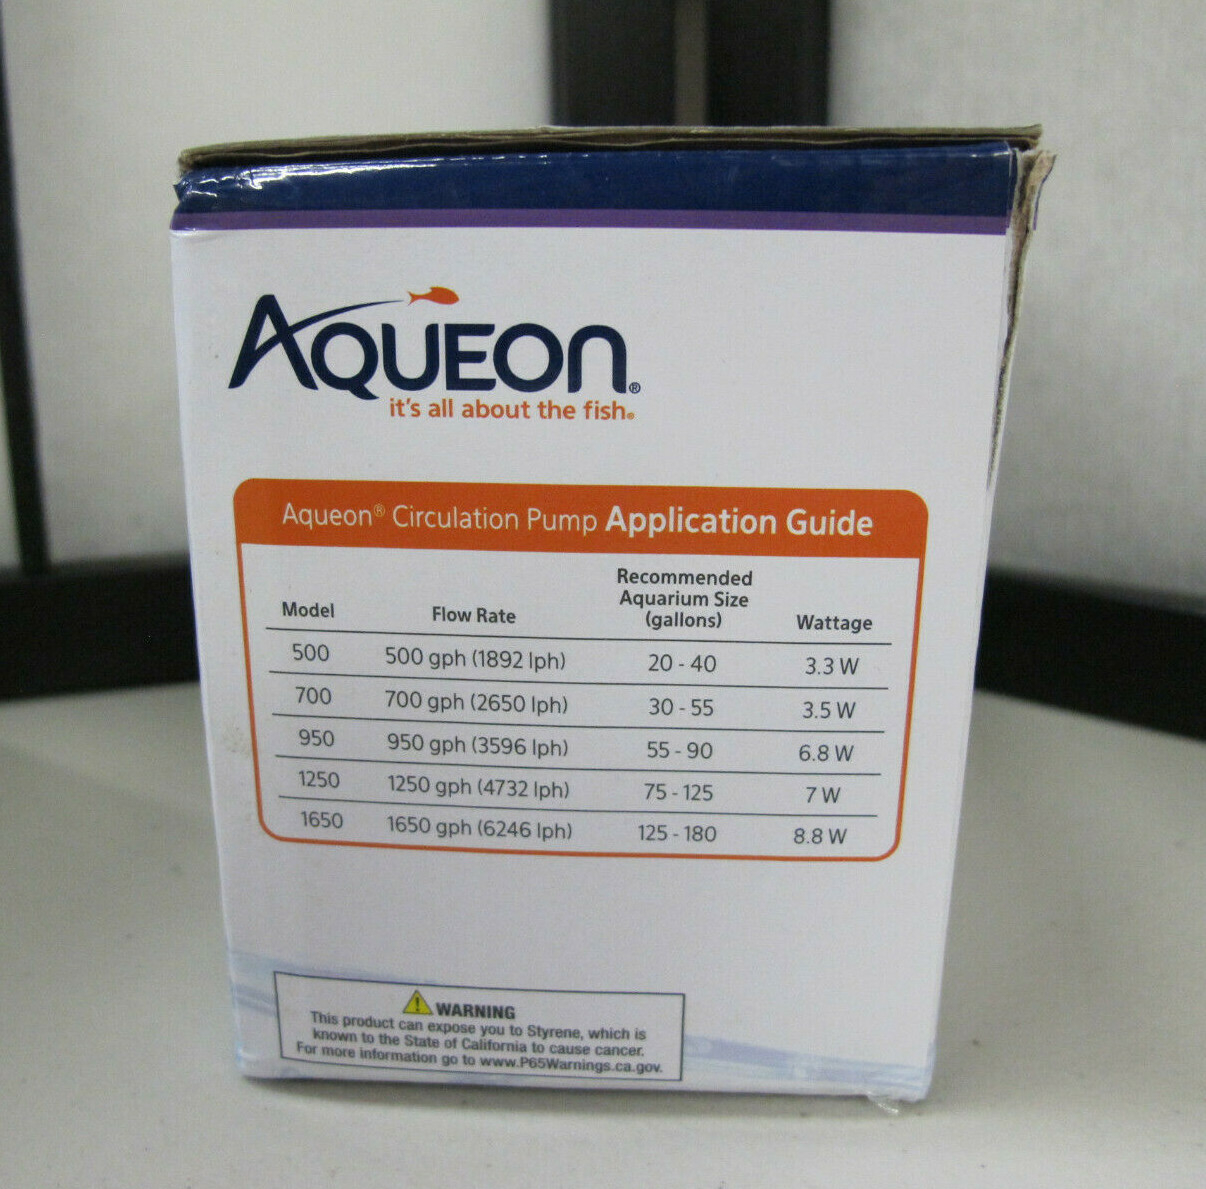 AQUEON®
it's all about the fish®
Aqueon® Circulation Pump Application Guide
Model Flow Rate Recommended Aquarium Size (gallons) Wattage
500 500 gph (1892 lph) 20 - 40 3.3 W
700 700 gph (2650 lph) 30 - 55 3.5 W
950 950 gph (3596 lph) 55 - 90 6.8 W
1250 1250 gph (4732 lph) 75 - 125 7 W
1650 1650 gph (6246 lph) 125 - 180 8.8 W
WARNING
This product can expose you to Styrene, which is
known to the State of California to cause cancer.
For more information go to www.P65Warnings.ca.gov.